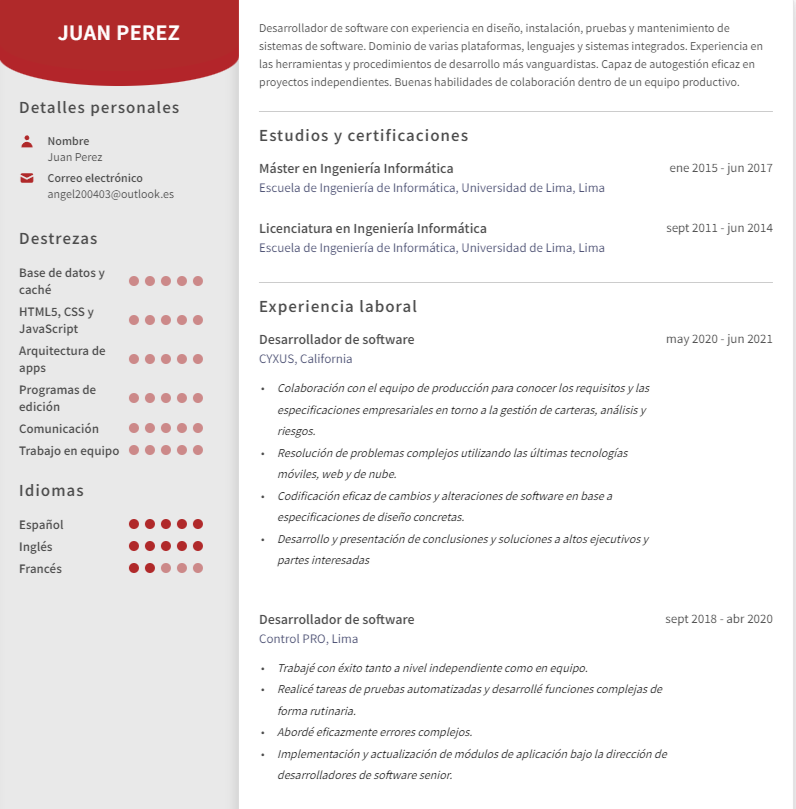 JUAN PEREZ
Detalles personales
Nombre
Juan Perez
Correo electrónico
angel200403@outlook.es
Destrezas
Base de datos y
caché
HTML5, CSS y
JavaScript
Arquitectura de
apps
Programas de
edición
Comunicación
Trabajo en equipo
Idiomas
Español
Inglés
Francés
Desarrollador de software con experiencia en diseño, instalación, pruebas y mantenimiento de
sistemas de software. Dominio de varias plataformas, lenguajes y sistemas integrados. Experiencia en
las herramientas y procedimientos de desarrollo más vanguardistas. Capaz de autogestión eficaz en
proyectos independientes. Buenas habilidades de colaboración dentro de un equipo productivo.
Estudios y certificaciones
Máster en Ingeniería Informática ene 2015 - jun 2017
Escuela de Ingeniería de Informática, Universidad de Lima, Lima
Licenciatura en Ingeniería Informática sept 2011 - jun 2014
Escuela de Ingeniería de Informática, Universidad de Lima, Lima
Experiencia laboral
Desarrollador de software may 2020 - jun 2021
CYXUS, California
• Colaboración con el equipo de producción para conocer los requisitos y las
especificaciones empresariales en torno a la gestión de carteras, análisis y
riesgos.
• Resolución de problemas complejos utilizando las últimas tecnologías
móviles, web y de nube.
• Codificación eficaz de cambios y alteraciones de software en base a
especificaciones de diseño concretas.
• Desarrollo y presentación de conclusiones y soluciones a altos ejecutivos y
partes interesadas
Desarrollador de software sept 2018 - abr 2020
Control PRO, Lima
• Trabajé con éxito tanto a nivel independiente como en equipo.
• Realicé tareas de pruebas automatizadas y desarrollé funciones complejas de
forma rutinaria.
• Abordé eficazmente errores complejos.
• Implementación y actualización de módulos de aplicación bajo la dirección de
desarrolladores de software senior.